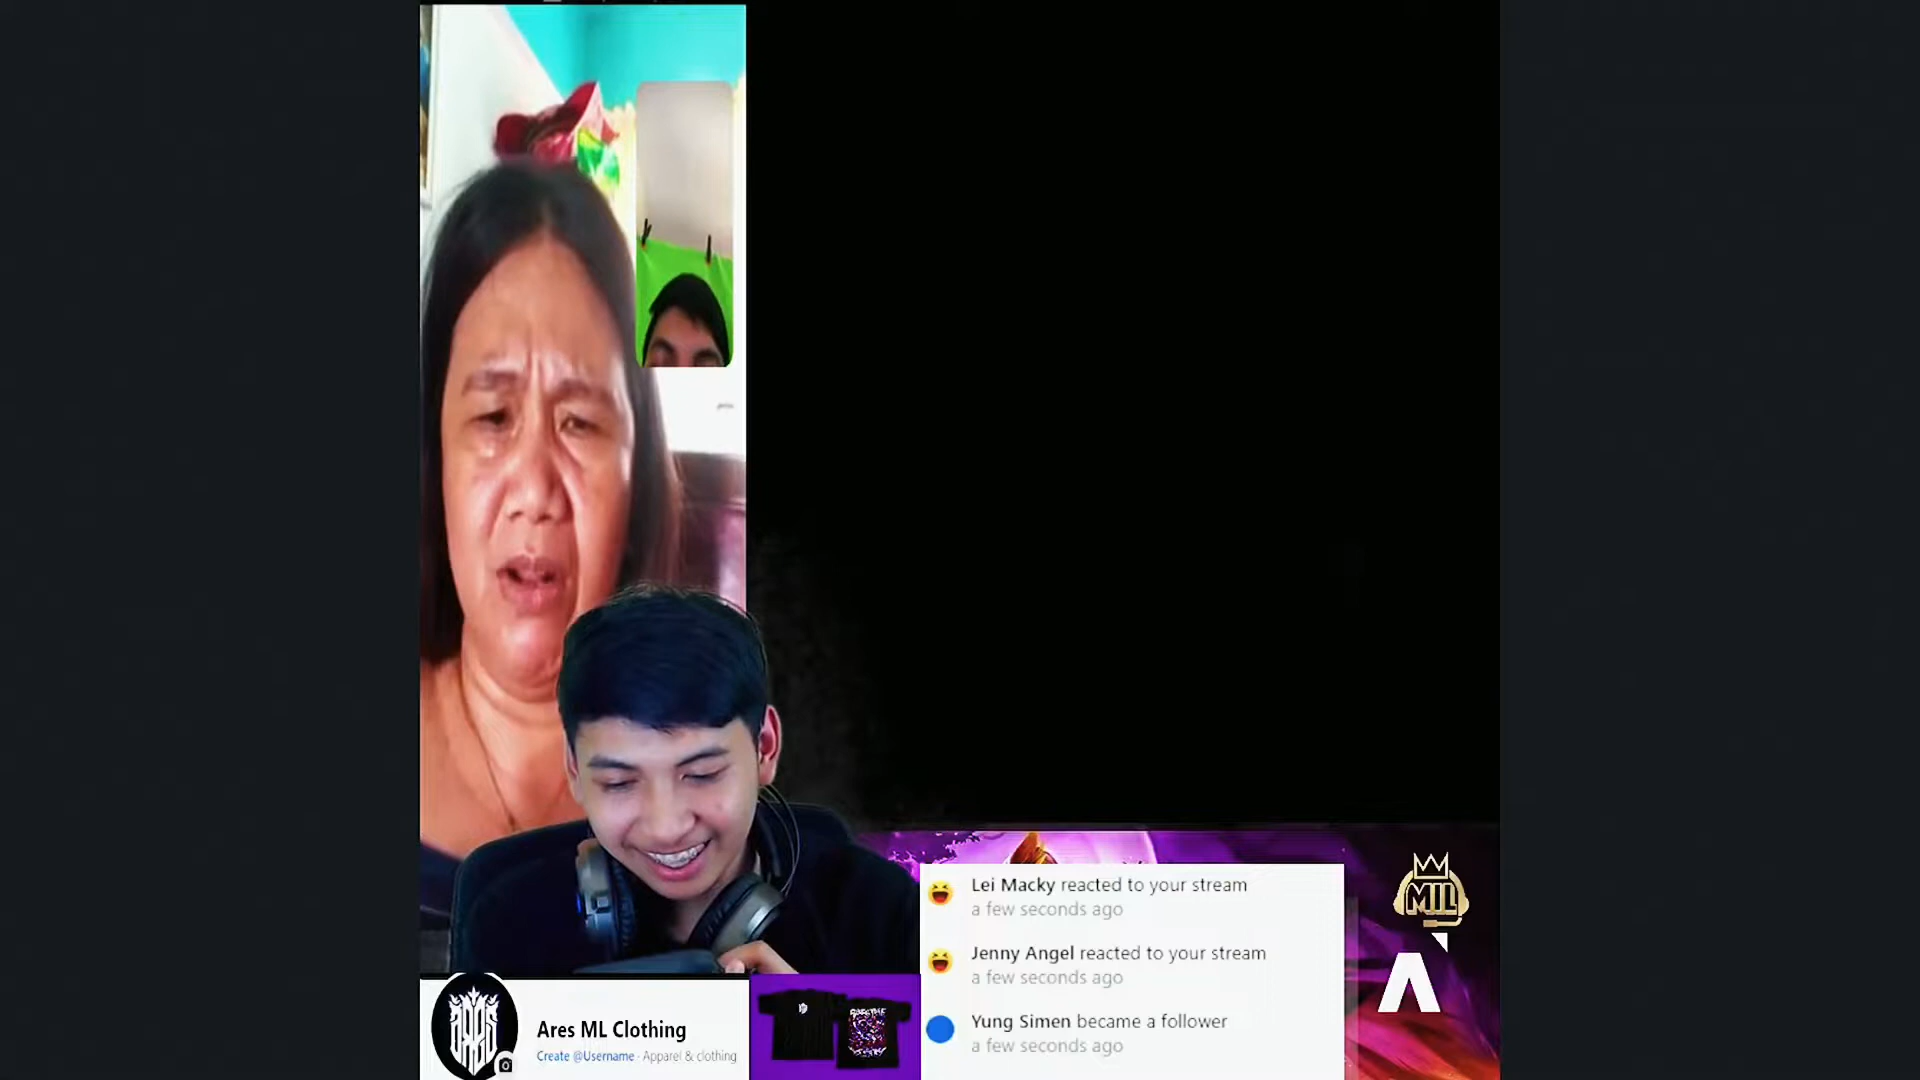 Lei Macky reacted to your stream
a few seconds ago
Jenny Angel reacted to your stream
a few seconds ago
Yung Simen became a follower
a few seconds ago
MIL
ARES
Ares ML Clothing
Create @Username · Apparel & clothing